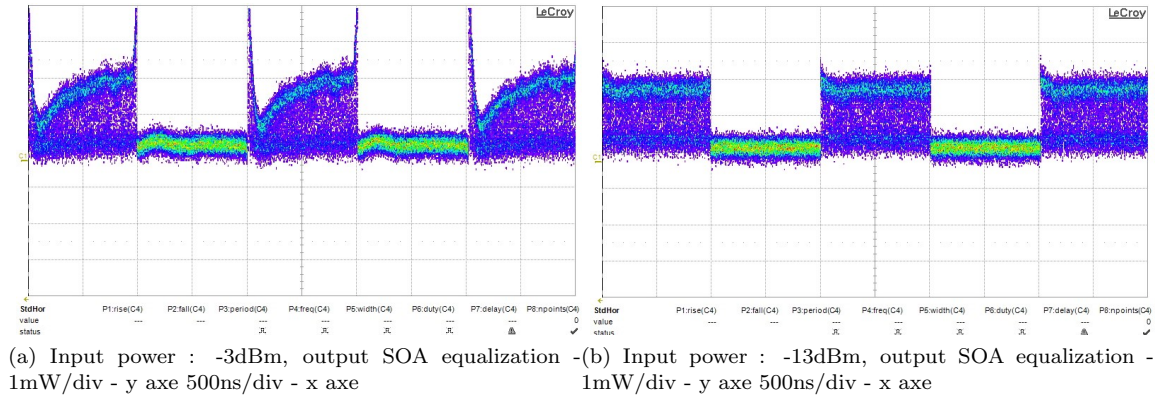 LeCroy
C1
StdHor P1:rise(C4) P2:fall(C4) P3:period(C4) P4:freq(C4) P5:width(C4) P6:duty(C4) P7:delay(C4) P8:npoints(C4)
value --- --- --- --- --- --- --- 0
status
(a) Input power : -3dBm, output SOA equalization -
1mW/div - y axe 500ns/div - x axe
LeCroy
C1
StdHor P1:rise(C4) P2:fall(C4) P3:period(C4) P4:freq(C4) P5:width(C4) P6:duty(C4) P7:delay(C4) P8:npoints(C4)
value --- --- --- --- --- --- --- 0
status
(b) Input power : -13dBm, output SOA equalization -
1mW/div - y axe 500ns/div - x axe